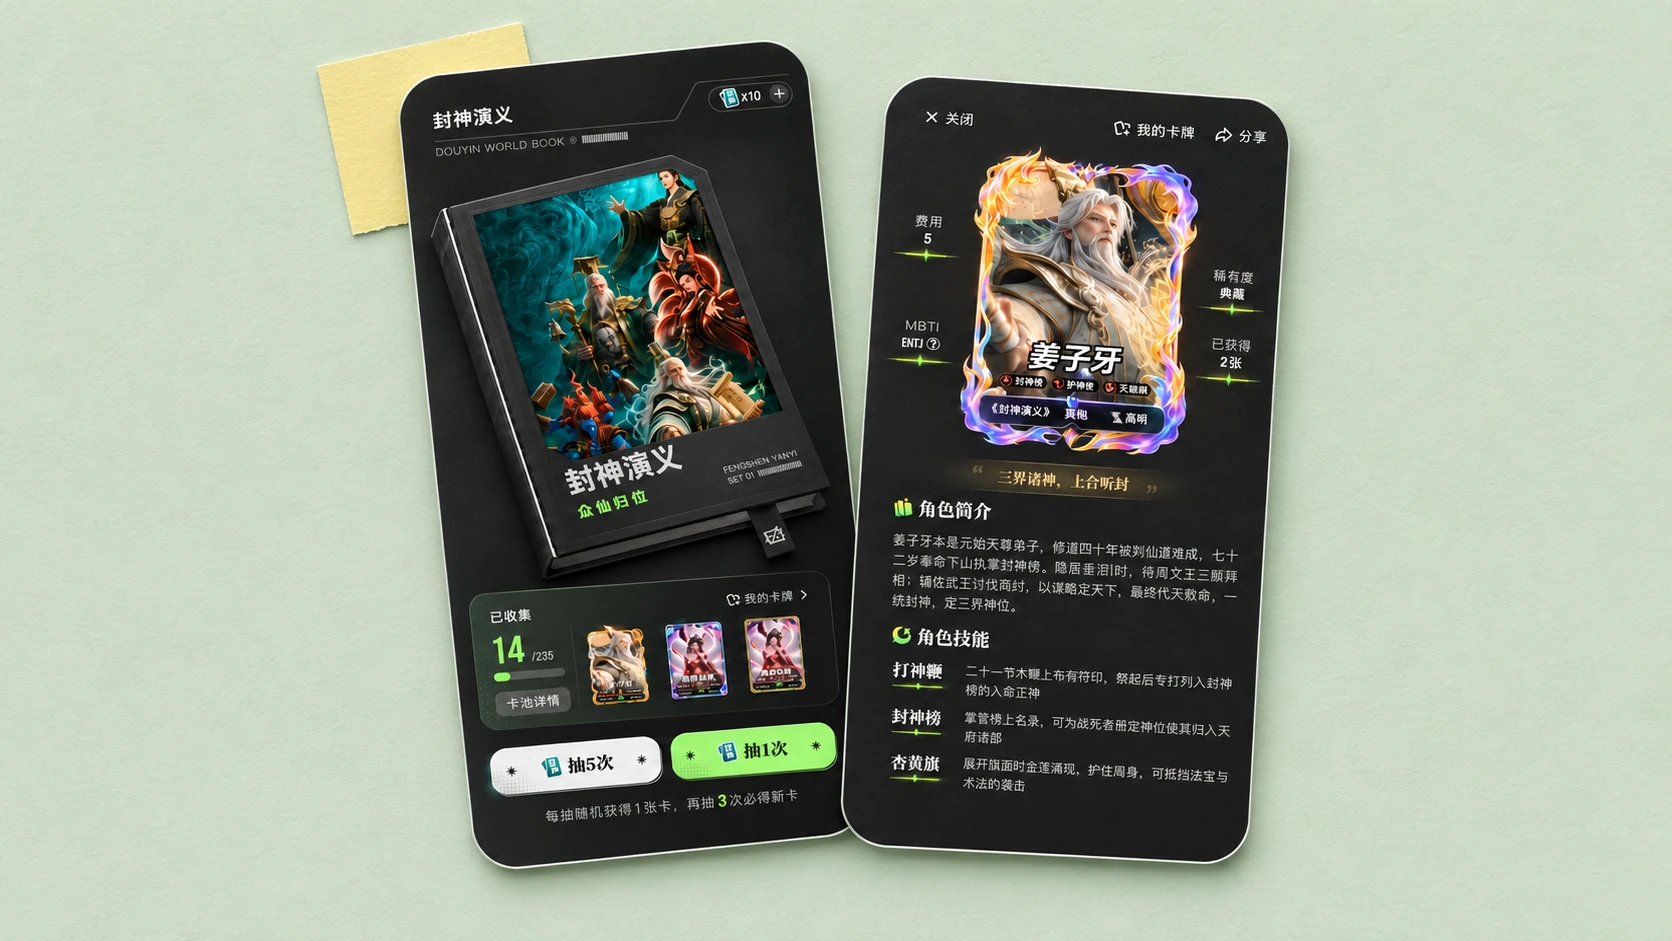 封神演义
x10
DOUYIN WORLD BOOK
封神演义
众仙归位
FENGSHEN YANYI
SET 01
已收集
我的卡牌
14 /235
卡池详情
抽5次
抽1次
每抽随机获得1张卡，再抽3次必得新卡
关闭
我的卡牌
分享
费用
5
稀有度
典藏
MBTI
ENTJ
已获得
2张
姜子牙
封神榜
《封神演义》
高明
三界诸神，上合听封
角色简介
姜子牙本是元始天尊弟子，修道四十年被判仙道难成，七十
二岁奉命下山执掌封神榜。隐居垂泪时，待周文王三顾拜
相；辅佐武王讨伐商纣，以谋略定天下，最终代天敕命，一
统封神，定三界神位。
角色技能
打神鞭
二十一节木鞭上布有符印，祭起后专打列入封神
榜的入命正神
封神榜
掌管榜上名录，可为战死者册定神位使其归入天
府诸部
杏黄旗
展开旗面时金莲涌现，护住周身，可抵挡法宝与
术法的袭击